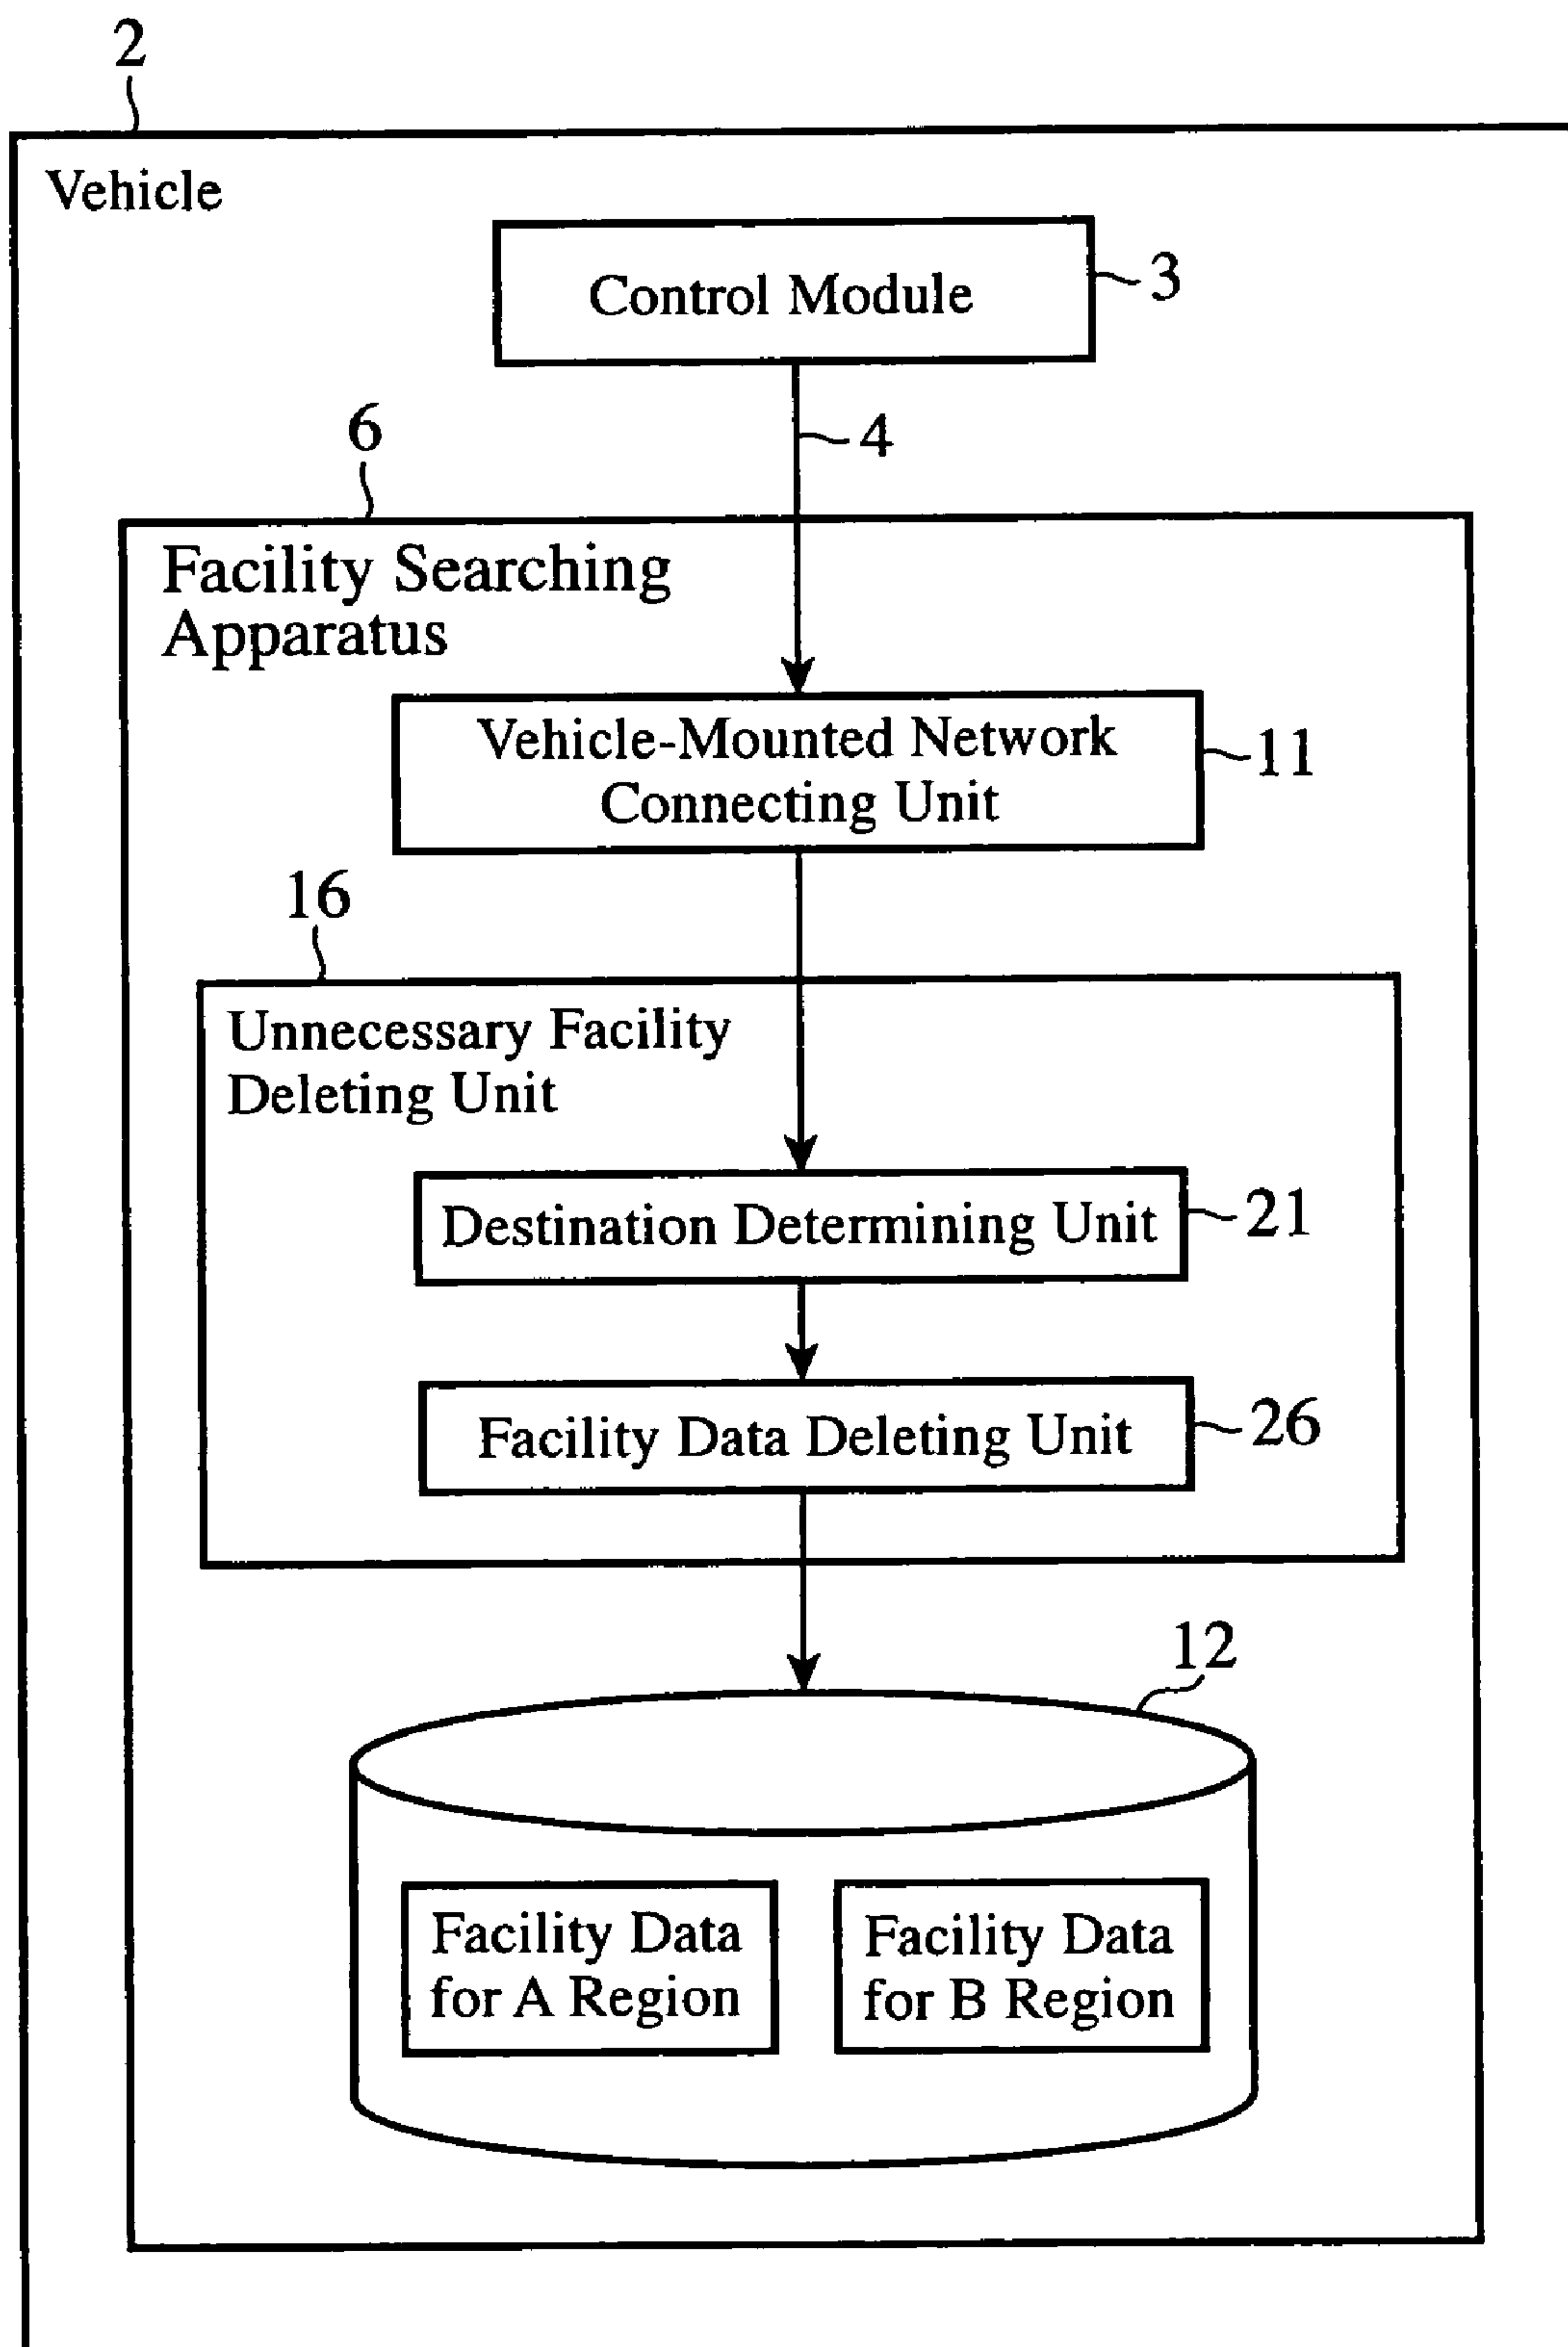 2
Vehicle
Control Module
3
4
6
Facility Searching
Apparatus
Vehicle-Mounted Network
Connecting Unit
11
16
Unnecessary Facility
Deleting Unit
Destination Determining Unit
21
Facility Data Deleting Unit
26
12
Facility Data
for A Region
Facility Data
for B Region